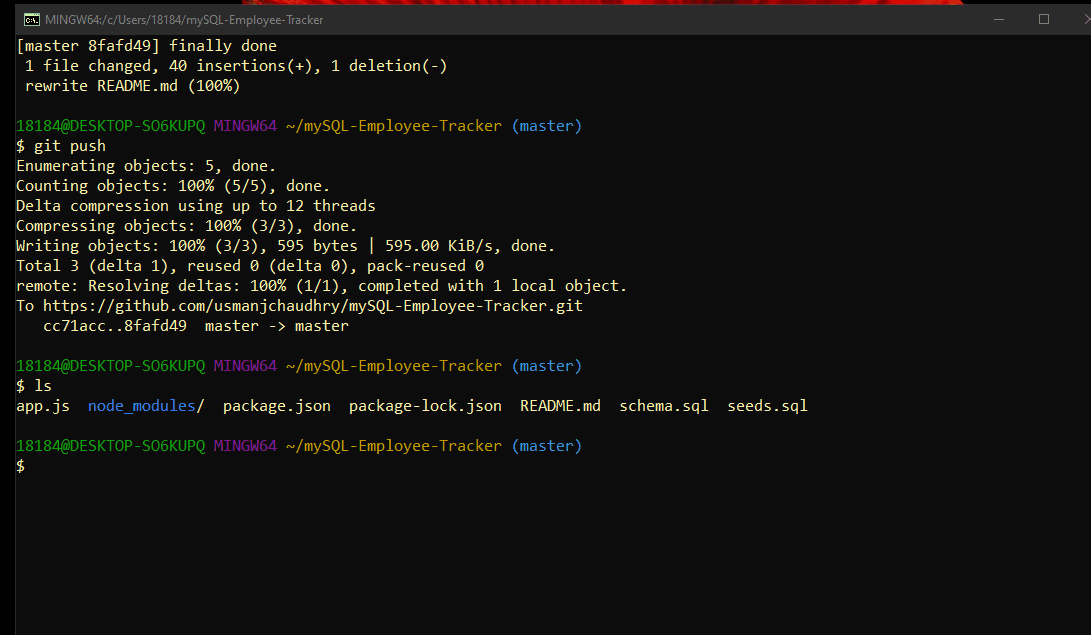 MINGW64:/c/Users/18184/mySQL-Employee-Tracker
[master 8fafd49] finally done
 1 file changed, 40 insertions(+), 1 deletion(-)
 rewrite README.md (100%)
18184@DESKTOP-SO6KUPQ MINGW64 ~/mySQL-Employee-Tracker (master)
$ git push
Enumerating objects: 5, done.
Counting objects: 100% (5/5), done.
Delta compression using up to 12 threads
Compressing objects: 100% (3/3), done.
Writing objects: 100% (3/3), 595 bytes | 595.00 KiB/s, done.
Total 3 (delta 1), reused 0 (delta 0), pack-reused 0
remote: Resolving deltas: 100% (1/1), completed with 1 local object.
To https://github.com/usmanjchaudhry/mySQL-Employee-Tracker.git
   cc71acc..8fafd49  master -> master
18184@DESKTOP-SO6KUPQ MINGW64 ~/mySQL-Employee-Tracker (master)
$ ls
app.js  node_modules/  package.json  package-lock.json  README.md  schema.sql  seeds.sql
18184@DESKTOP-SO6KUPQ MINGW64 ~/mySQL-Employee-Tracker (master)
$